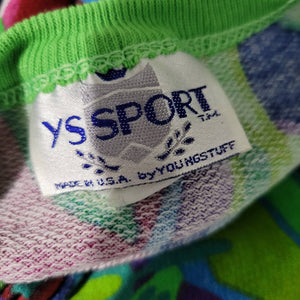 YS SPORT T.M.
MADE IN U.S.A. by YOUNGSTUFF